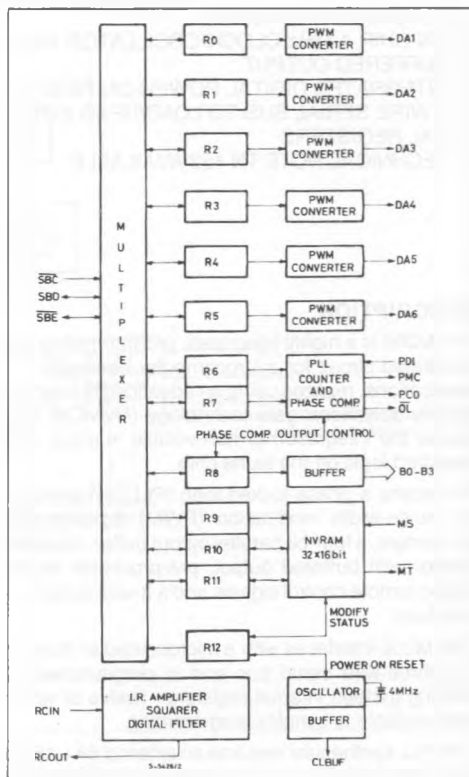 R0
PWM
CONVERTER
DA1
R1
PWM
CONVERTER
DA2
R2
PWM
CONVERTER
DA3
R3
PWM
CONVERTER
DA4
R4
PWM
CONVERTER
DA5
R5
PWM
CONVERTER
DA6
MULTIPLEXER
SBC
SBD
SBE
R6
R7
PLL
COUNTER
AND
PHASE COMP.
PDI
PMC
PCO
OL
PHASE COMP OUTPUT CONTROL
R8
BUFFER
B0-B3
R9
R10
R11
NVRAM
32×16bit
MS
MT
MODIFY
STATUS
R12
POWER ON RESET
I.R. AMPLIFIER
SQUARER
DIGITAL FILTER
OSCILLATOR
BUFFER
4MHz
RCIN
RCOUT
S-5428/2
CLBUF